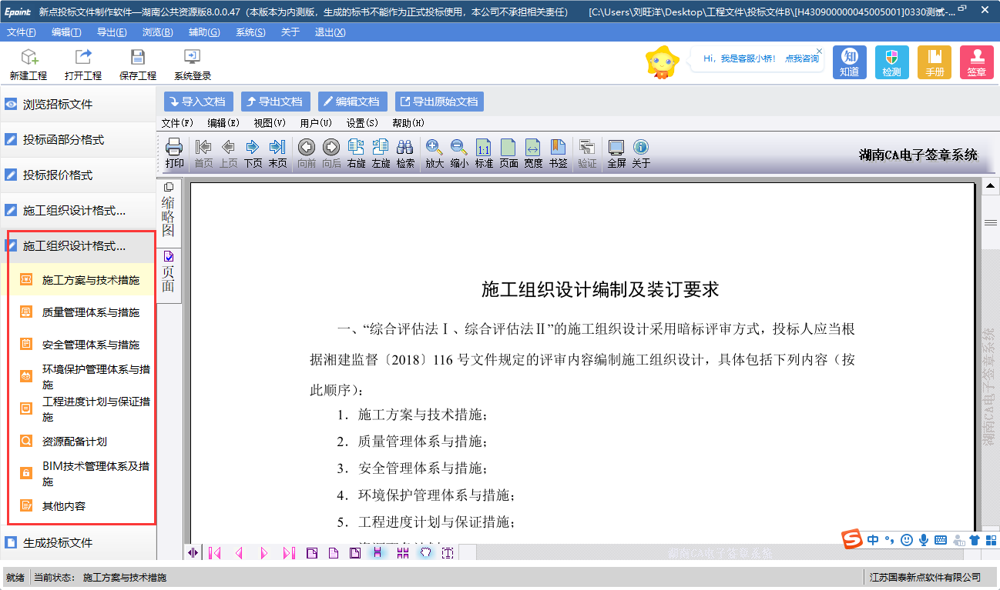 Epoint 新点投标文件制作软件—湖南公共资源版8.0.0.47（本版本为内测版，生成的标书不能作为正式投标使用，本公司不承担相关责任） [C:\Users\刘旺洋\Desktop\工程文件\投标文件B\[H430900000045005001]0330测试-...
文件(F) 编辑(T) 导出(E) 浏览(B) 辅助(G) 系统(S) 关于 退出(X)
新建工程 打开工程 保存工程 系统登录
Hi，我是客服小桥！ 点我咨询
知 知道 检测 手册 签章
浏览招标文件
投标函部分格式
投标报价格式
施工组织设计格式...
施工组织设计格式...
施工方案与技术措施
质量管理体系与措施
安全管理体系与措施
环境保护管理体系与措
施
工程进度计划与保证措
施
资源配备计划
BIM技术管理体系及措
施
其他内容
生成投标文件
导入文档 导出文档 编辑文档 导出原始文档
文件(F) 编辑(E) 视图(V) 用户(U) 设置(S) 帮助(H)
打印 首页 上页 下页 末页 向前 向后 右旋 左旋 检索 放大 缩小 1:1 标准 页面 宽度 书签 验证 全屏 关于
湖南CA电子签章系统
缩略图
页面
施工组织设计编制及装订要求
一、“综合评估法Ⅰ、综合评估法Ⅱ”的施工组织设计采用暗标评审方式，投标人应当根
据湘建监督〔2018〕116 号文件规定的评审内容编制施工组织设计，具体包括下列内容（按
此顺序）：
1．施工方案与技术措施；
2．质量管理体系与措施；
3．安全管理体系与措施；
4．环境保护管理体系与措施；
5．工程进度计划与保证措施；
湖南CA电子签章系统
湖南CA电子签章系统
中
就绪 当前状态： 施工方案与技术措施
江苏国泰新点软件有限公司